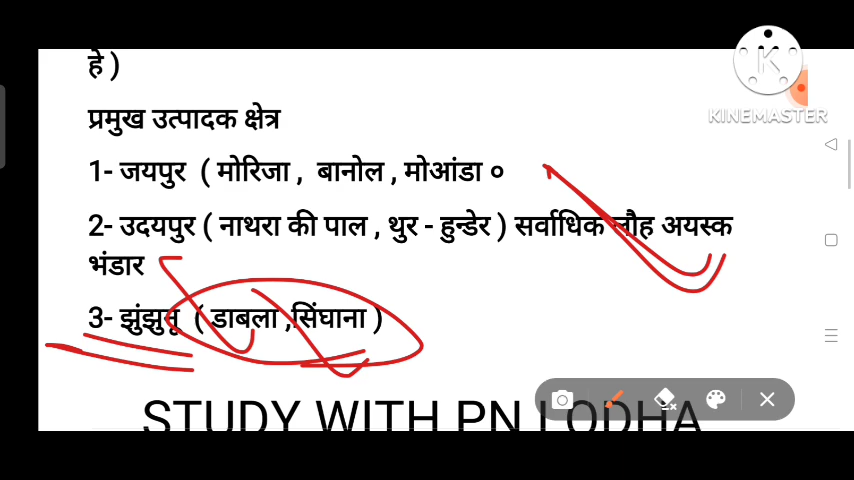 हे )
KINEMASTER
प्रमुख उत्पादक क्षेत्र
1- जयपुर ( मोरिजा , बानोल , मोआंडा ०
2- उदयपुर ( नाथरा की पाल , थुर - हुन्डेर ) सर्वाधिक लौह अयस्क
भंडार
3- झुंझुनू ( डाबला ,सिंघाना )
STUDY WITH PN LODHA